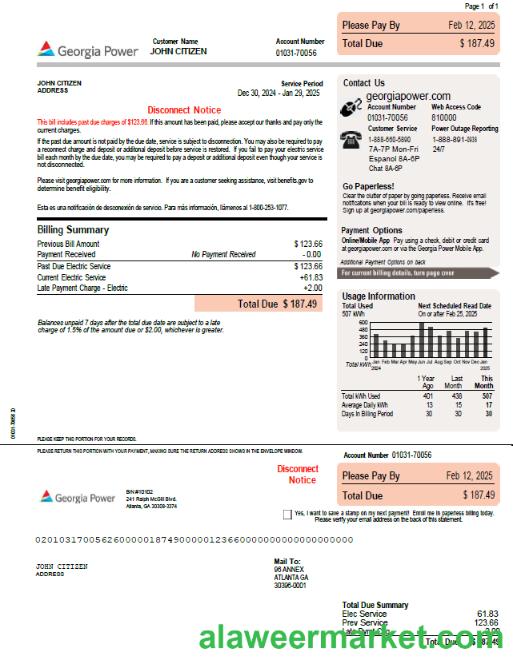 Page 1 of 1
Please Pay By Feb 12, 2025
Total Due $ 187.49
Georgia Power
Customer Name
JOHN CITIZEN
Account Number
01031-70056
JOHN CITIZEN
ADDRESS
Service Period
Dec 30, 2024 - Jan 29, 2025
Disconnect Notice
This bill includes past due charges of $123.66. If this amount has been paid, please accept our thanks and pay only the
current charges.
If the past due amount is not paid by the due date, service is subject to disconnection. You may also be required to pay
a reconnect charge and deposit or additional deposit before service is restored. If you fail to pay your electric service
bill each month by the due date, you may be required to pay a deposit or additional deposit even though your service is
not disconnected.
Please visit georgiapower.com for more information. If you are a customer seeking assistance, visit benefits.gov to
determine benefit eligibility.
Esta es una notificación de desconexión de servicio. Para más información, llámenos al 1-800-253-1077.
Billing Summary
Previous Bill Amount $ 123.66
Payment Received No Payment Received - 0.00
Past Due Electric Service $ 123.66
Current Electric Service +61.83
Late Payment Charge - Electric +2.00
Total Due $ 187.49
Balances unpaid 7 days after the total due date are subject to a late
charge of 1.5% of the amount due or $2.00, whichever is greater.
Contact Us
georgiapower.com
Account Number Web Access Code
01031-70056 810000
Customer Service Power Outage Reporting
1-888-660-5890 1-888-891-0938
7A-7P Mon-Fri 24/7
Espanol 8A-6P
Chat 8A-6P
Go Paperless!
Clear the clutter of paper by going paperless. Receive email
notifications when your bill is ready to view online. It's free!
Sign up at georgiapower.com/paperless.
Payment Options
Online/Mobile App Pay using a check, debit or credit card
at georgiapower.com or via the Georgia Power Mobile App.
Additional Payment Options on back
For current billing details, turn page over
Usage Information
Total Used Next Scheduled Read Date
507 kWh On or after Feb 25, 2025
600
480
360
240
120
0
Total kWh
Jan Feb Mar Apr May Jun Jul Aug Sep Oct Nov Dec Jan
2024 2025
1 Year Last This
Ago Month Month
Total kWh Used 401 438 507
Average Daily kWh 13 15 17
Days In Billing Period 30 30 30
PLEASE KEEP THIS PORTION FOR YOUR RECORDS.
PLEASE RETURN THIS PORTION WITH YOUR PAYMENT, MAKING SURE THE RETURN ADDRESS SHOWS IN THE ENVELOPE WINDOW.
Account Number 01031-70056
Disconnect
Notice
Please Pay By Feb 12, 2025
Total Due $ 187.49
Georgia Power
241 Ralph McGill Blvd.
Atlanta, GA 30308-3374
Yes, I want to save a stamp on my next payment! Enroll me in paperless billing today.
Please verify your email address on the back of this statement.
JOHN CITIZEN
ADDRESS
Mail To:
96 ANNEX
ATLANTA GA
30396-0001
Total Due Summary
Elec Service 61.83
Prev Service 123.66
Total Due $ 187.49
alaweermarket.com